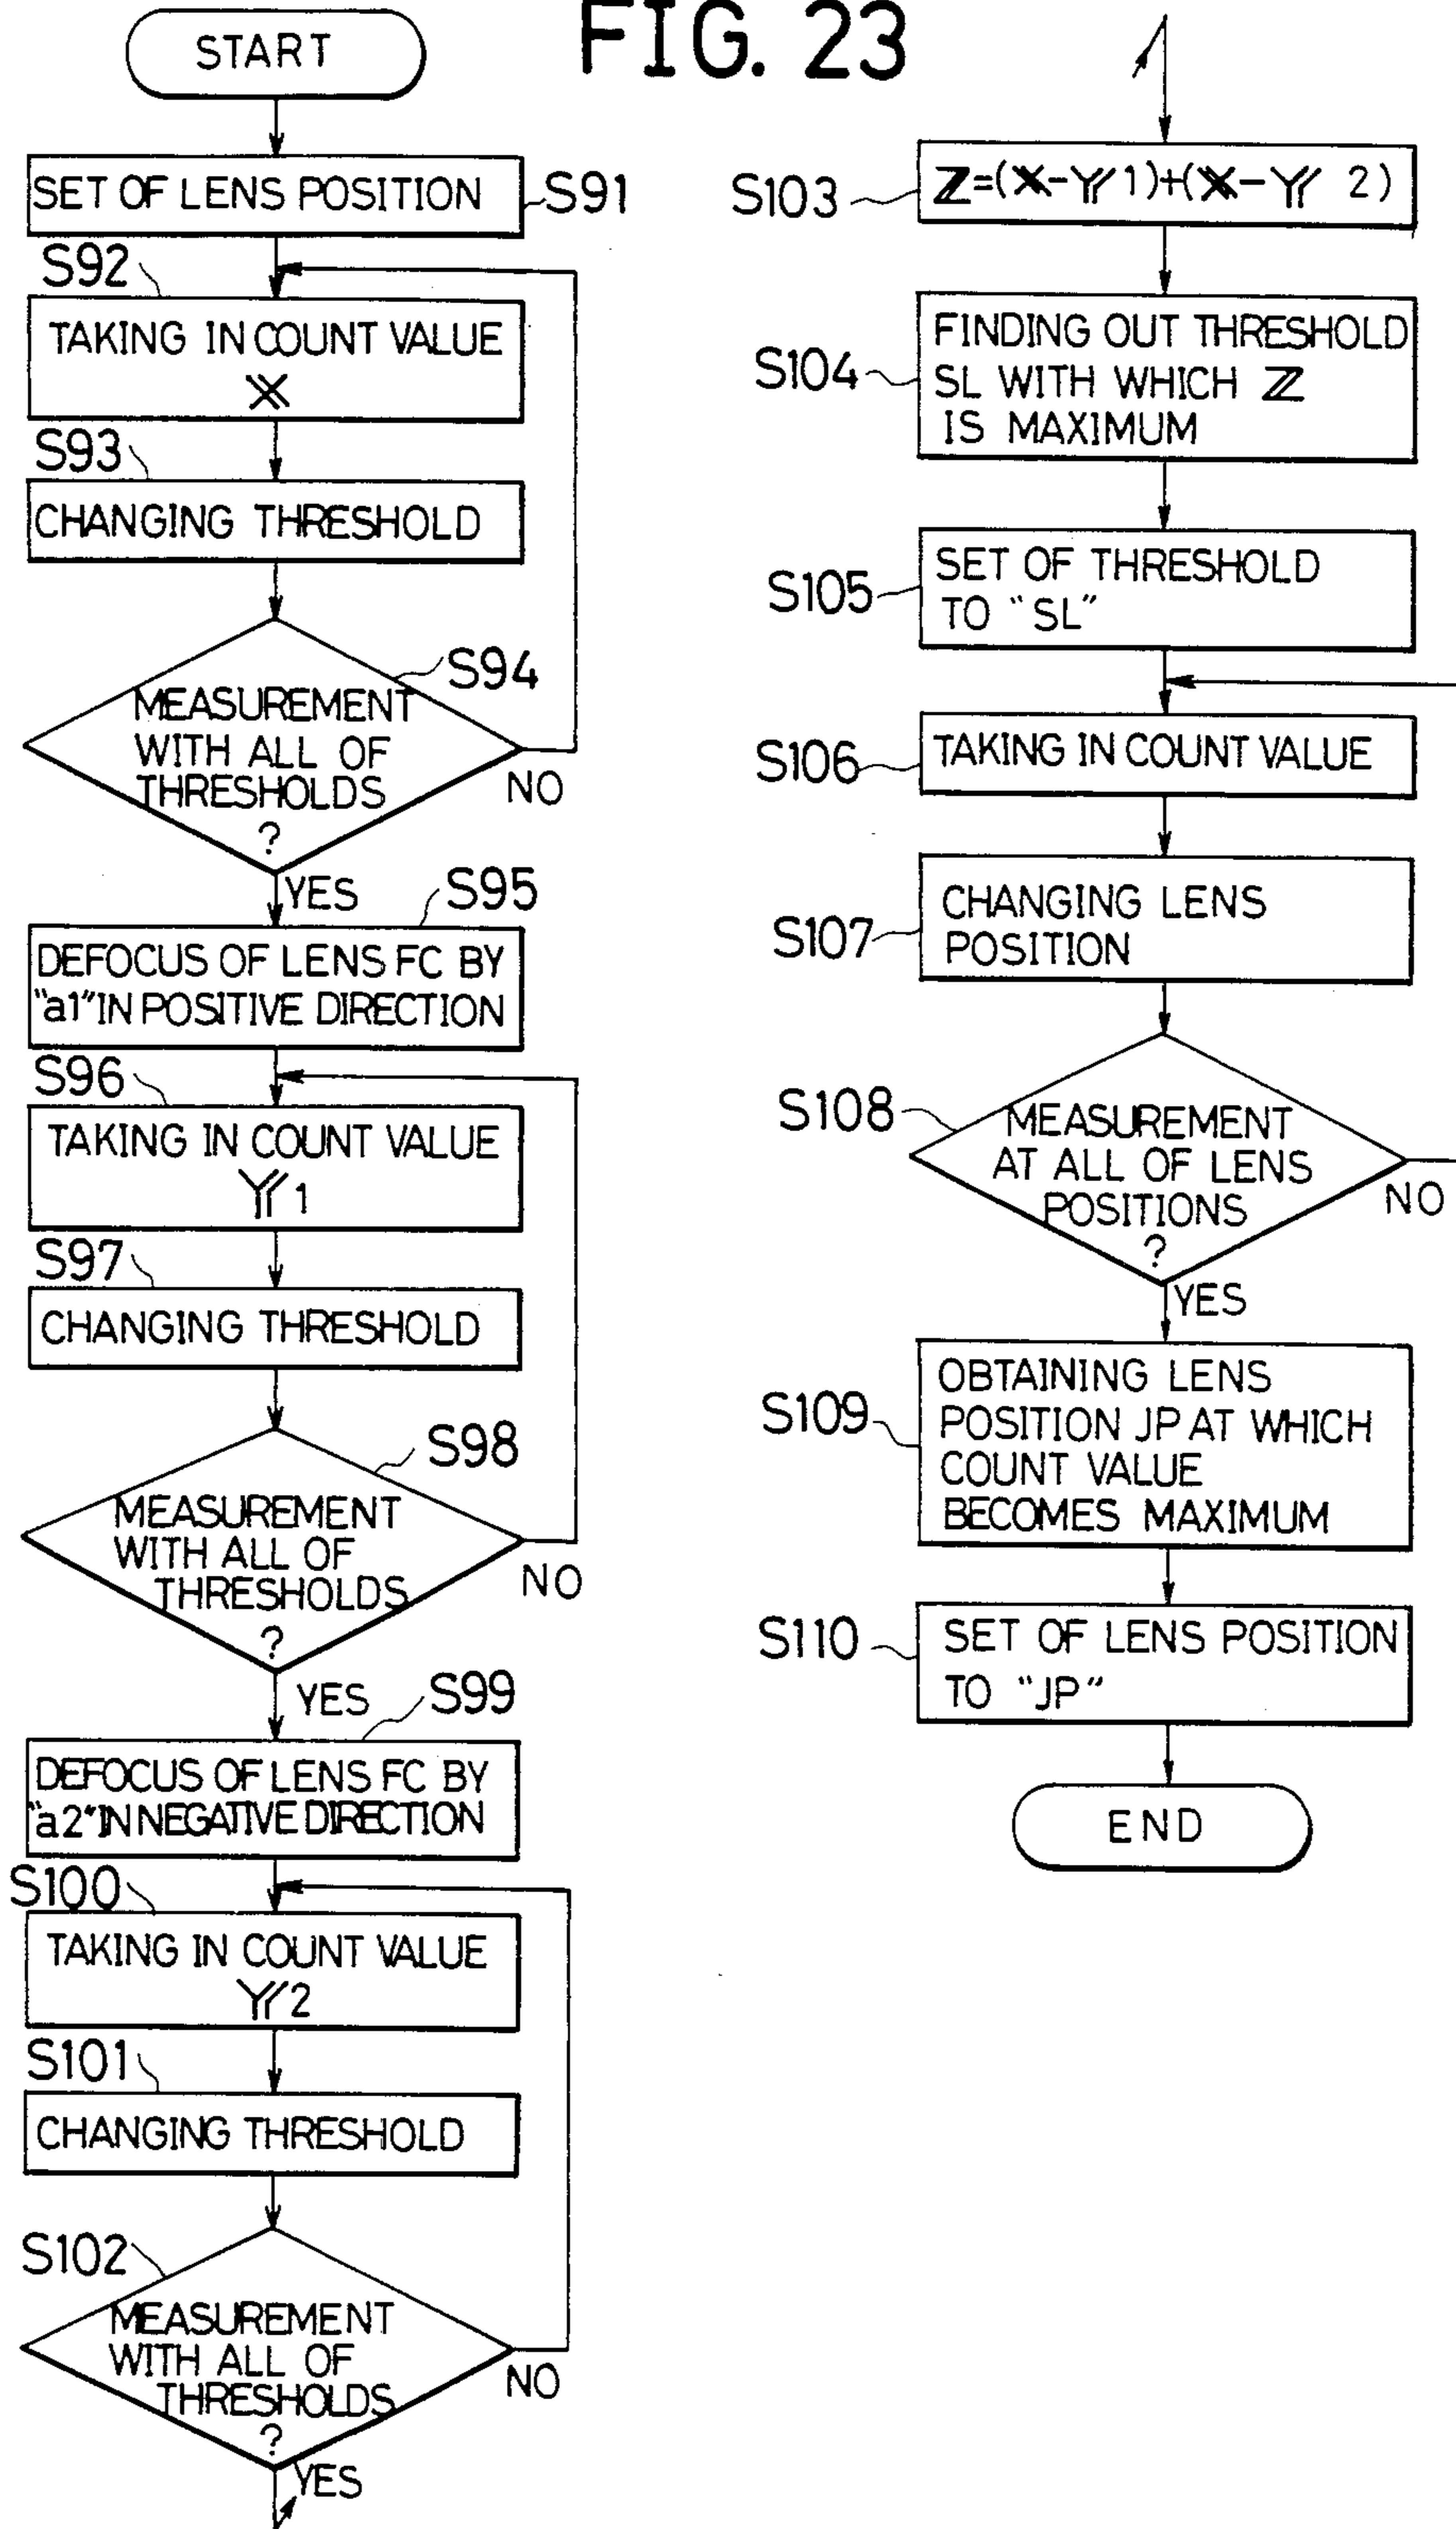 FIG. 23
START
SET OF LENS POSITION
S91
S92
TAKING IN COUNT VALUE
𝕏
S93
CHANGING THRESHOLD
S94
MEASUREMENT
WITH ALL OF
THRESHOLDS
?
NO
YES
S95
DEFOCUS OF LENS FC BY
"a1" IN POSITIVE DIRECTION
S96
TAKING IN COUNT VALUE
𝕐1
S97
CHANGING THRESHOLD
S98
MEASUREMENT
WITH ALL OF
THRESHOLDS
?
NO
YES
S99
DEFOCUS OF LENS FC BY
"a2" IN NEGATIVE DIRECTION
S100
TAKING IN COUNT VALUE
𝕐2
S101
CHANGING THRESHOLD
S102
MEASUREMENT
WITH ALL OF
THRESHOLDS
?
NO
YES
S103
ℤ=(𝕏-𝕐1)+(𝕏-𝕐 2)
S104
FINDING OUT THRESHOLD
SL WITH WHICH ℤ
IS MAXIMUM
S105
SET OF THRESHOLD
TO "SL"
S106
TAKING IN COUNT VALUE
S107
CHANGING LENS
POSITION
S108
MEASUREMENT
AT ALL OF LENS
POSITIONS
?
NO
YES
S109
OBTAINING LENS
POSITION JP AT WHICH
COUNT VALUE
BECOMES MAXIMUM
S110
SET OF LENS POSITION
TO "JP"
END